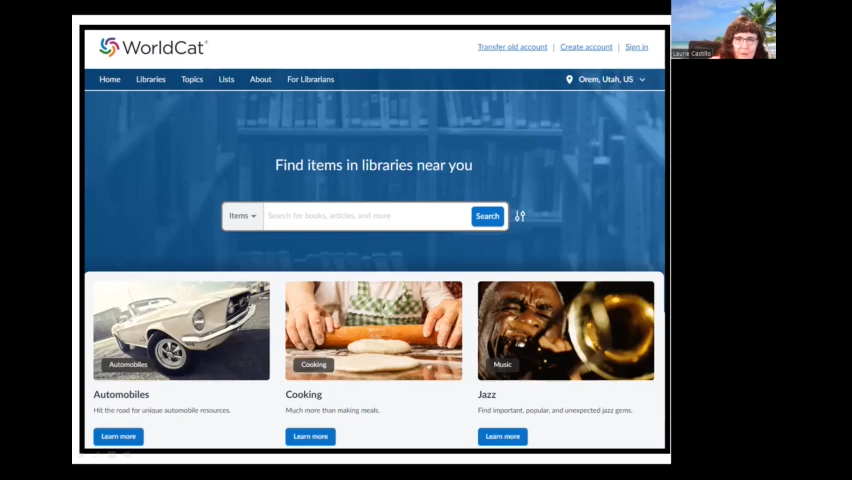 WorldCat®
Transfer old account | Create account | Sign in
Home Libraries Topics Lists About For Librarians Orem, Utah, US
Find items in libraries near you
Items Search for books, articles, and more Search
Automobiles Cooking Music
Automobiles Cooking Jazz
Hit the road for unique automobile resources. Much more than making meals. Find important, popular, and unexpected jazz gems.
Learn more Learn more Learn more
Laurie Castillo